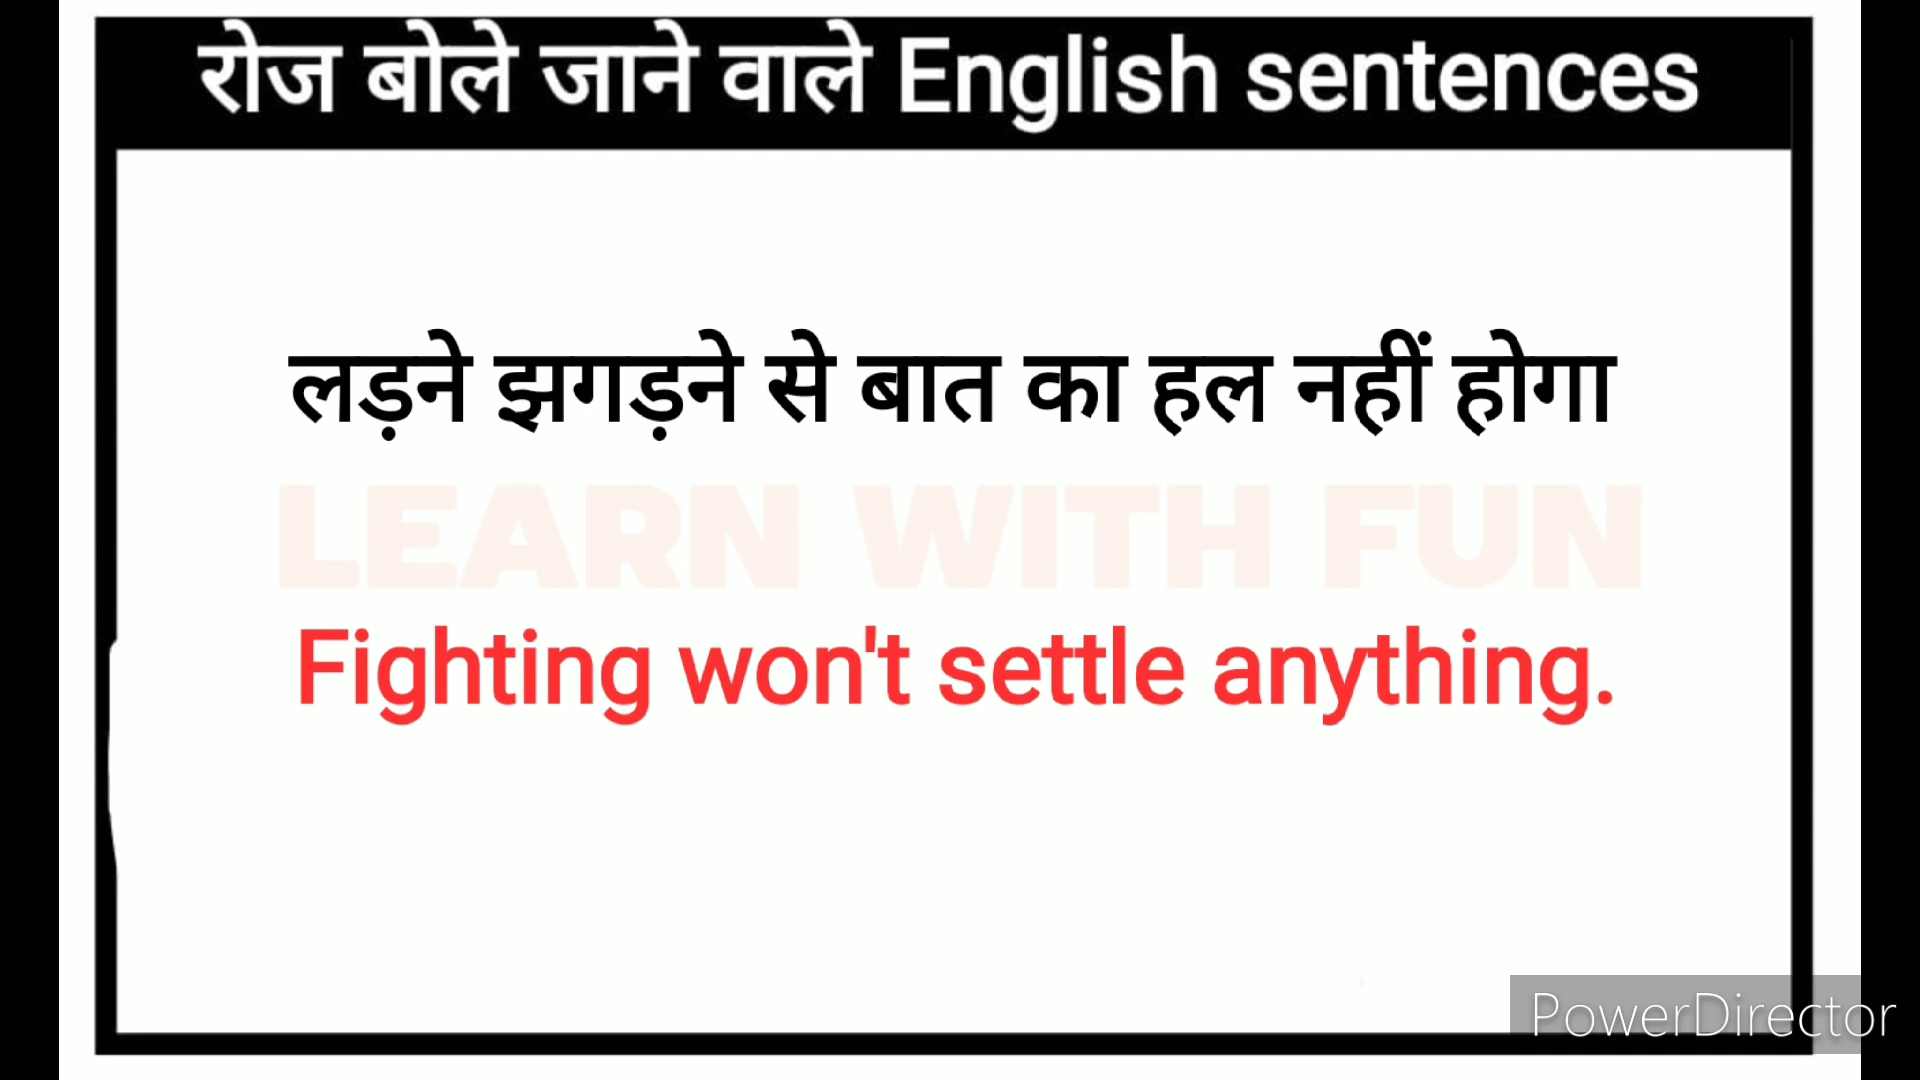 रोज बोले जाने वाले English sentences
लड़ने झगड़ने से बात का हल नहीं होगा
LEARN WITH FUN
Fighting won't settle anything.
PowerDirector